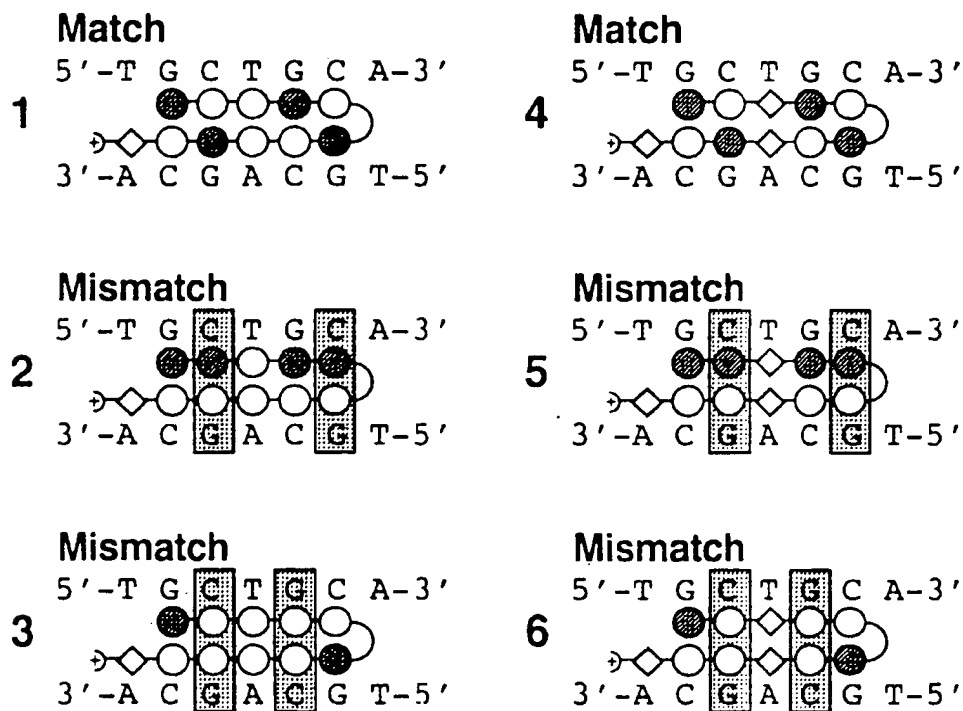 Match
5'-T G C T G C A-3'
1
3'-A C G A C G T-5'
Mismatch
5'-T G C T G C A-3'
2
3'-A C G A C G T-5'
Mismatch
5'-T G C T G C A-3'
3
3'-A C G A C G T-5'
Match
5'-T G C T G C A-3'
4
3'-A C G A C G T-5'
Mismatch
5'-T G C T G C A-3'
5
3'-A C G A C G T-5'
Mismatch
5'-T G C T G C A-3'
6
3'-A C G A C G T-5'